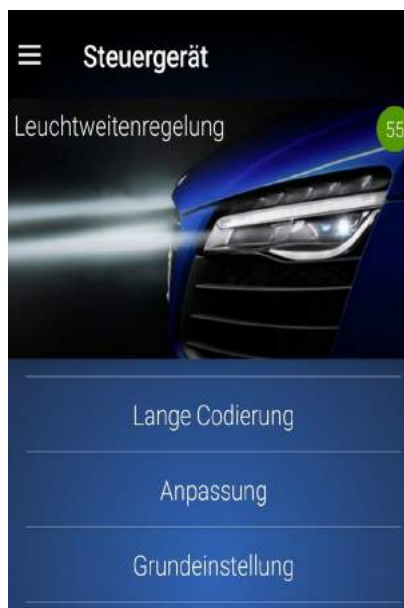 Steuergerät
Leuchtweitenregelung
55
Lange Codierung
Anpassung
Grundeinstellung